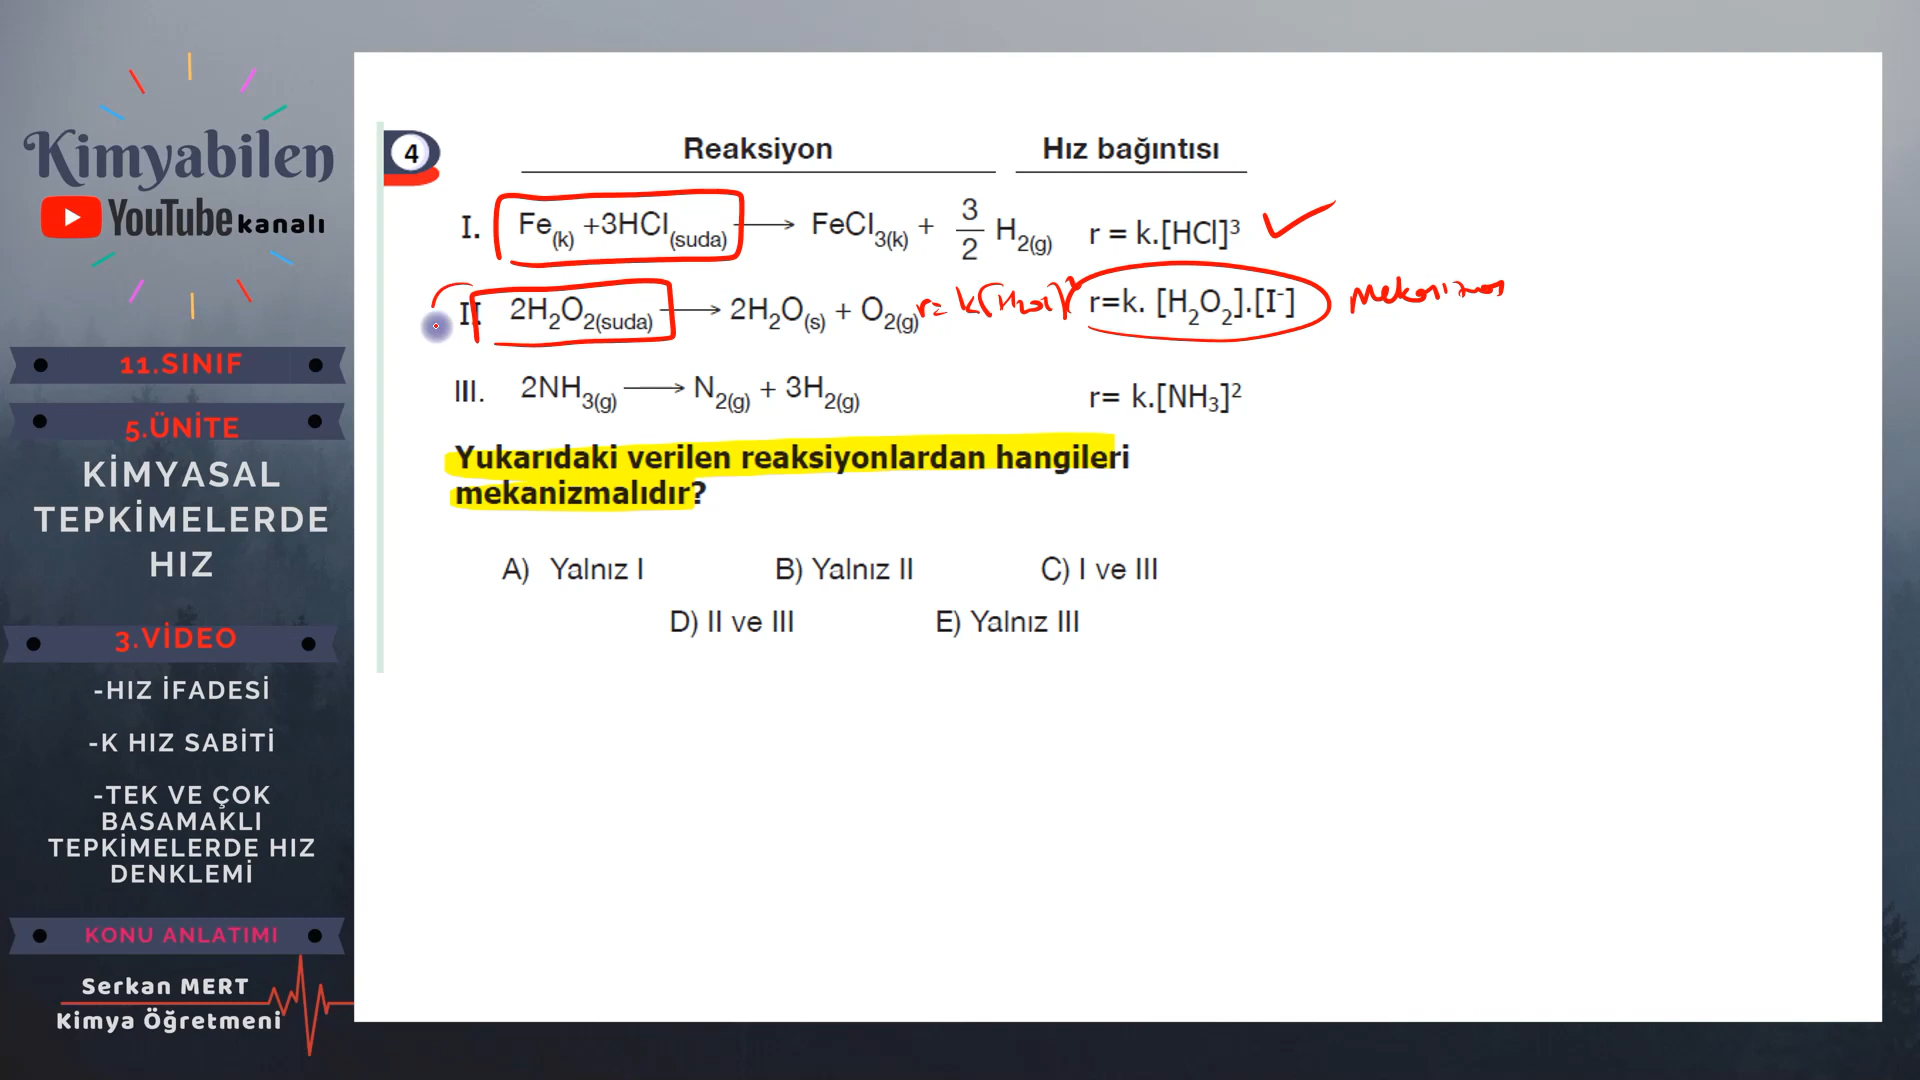 Kimyabilen
YouTube kanalı
11.SINIF
5.ÜNİTE
KİMYASAL
TEPKİMELERDE
HIZ
3.VİDEO
-HIZ İFADESİ
-K HIZ SABİTİ
-TEK VE ÇOK
BASAMAKLI
TEPKİMELERDE HIZ
DENKLEMİ
KONU ANLATIMI
Serkan MERT
Kimya Öğretmeni
4
Reaksiyon Hız bağıntısı
I. Fe(k) +3HCl(suda) ⟶ FeCl3(k) + 3/2 H2(g) r = k.[HCl]³
II 2H₂O₂(suda) ⟶ 2H₂O(s) + O₂(g) r= k[H₂O₂]² r=k. [H₂O₂].[I⁻] mekanizması
III. 2NH3(g) ⟶ N2(g) + 3H2(g) r= k.[NH₃]²
Yukarıdaki verilen reaksiyonlardan hangileri
mekanizmalıdır?
A) Yalnız I B) Yalnız II C) I ve III
D) II ve III E) Yalnız III